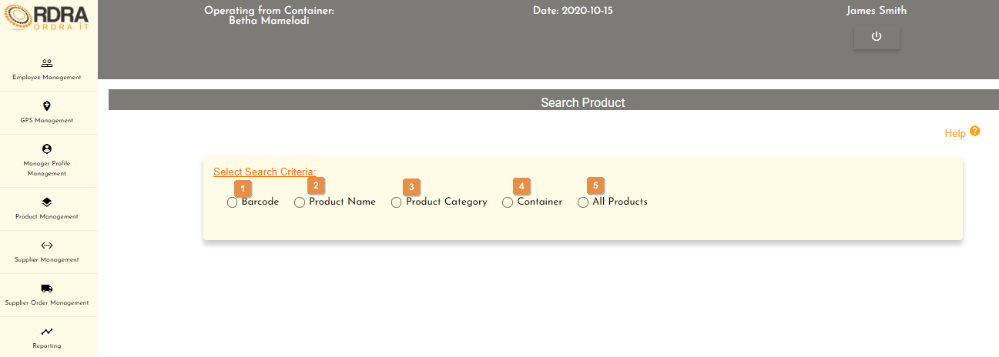 RDRA
ORDRA IT
Operating from Container:
Betha Mamelodi
Date: 2020-10-15
James Smith
Employee Management
GPS Management
Manager Profile
Management
Product Management
Supplier Management
Supplier Order Management
Reporting
Search Product
Help ?
Select Search Criteria:
1 2 3 4 5
Barcode Product Name Product Category Container All Products